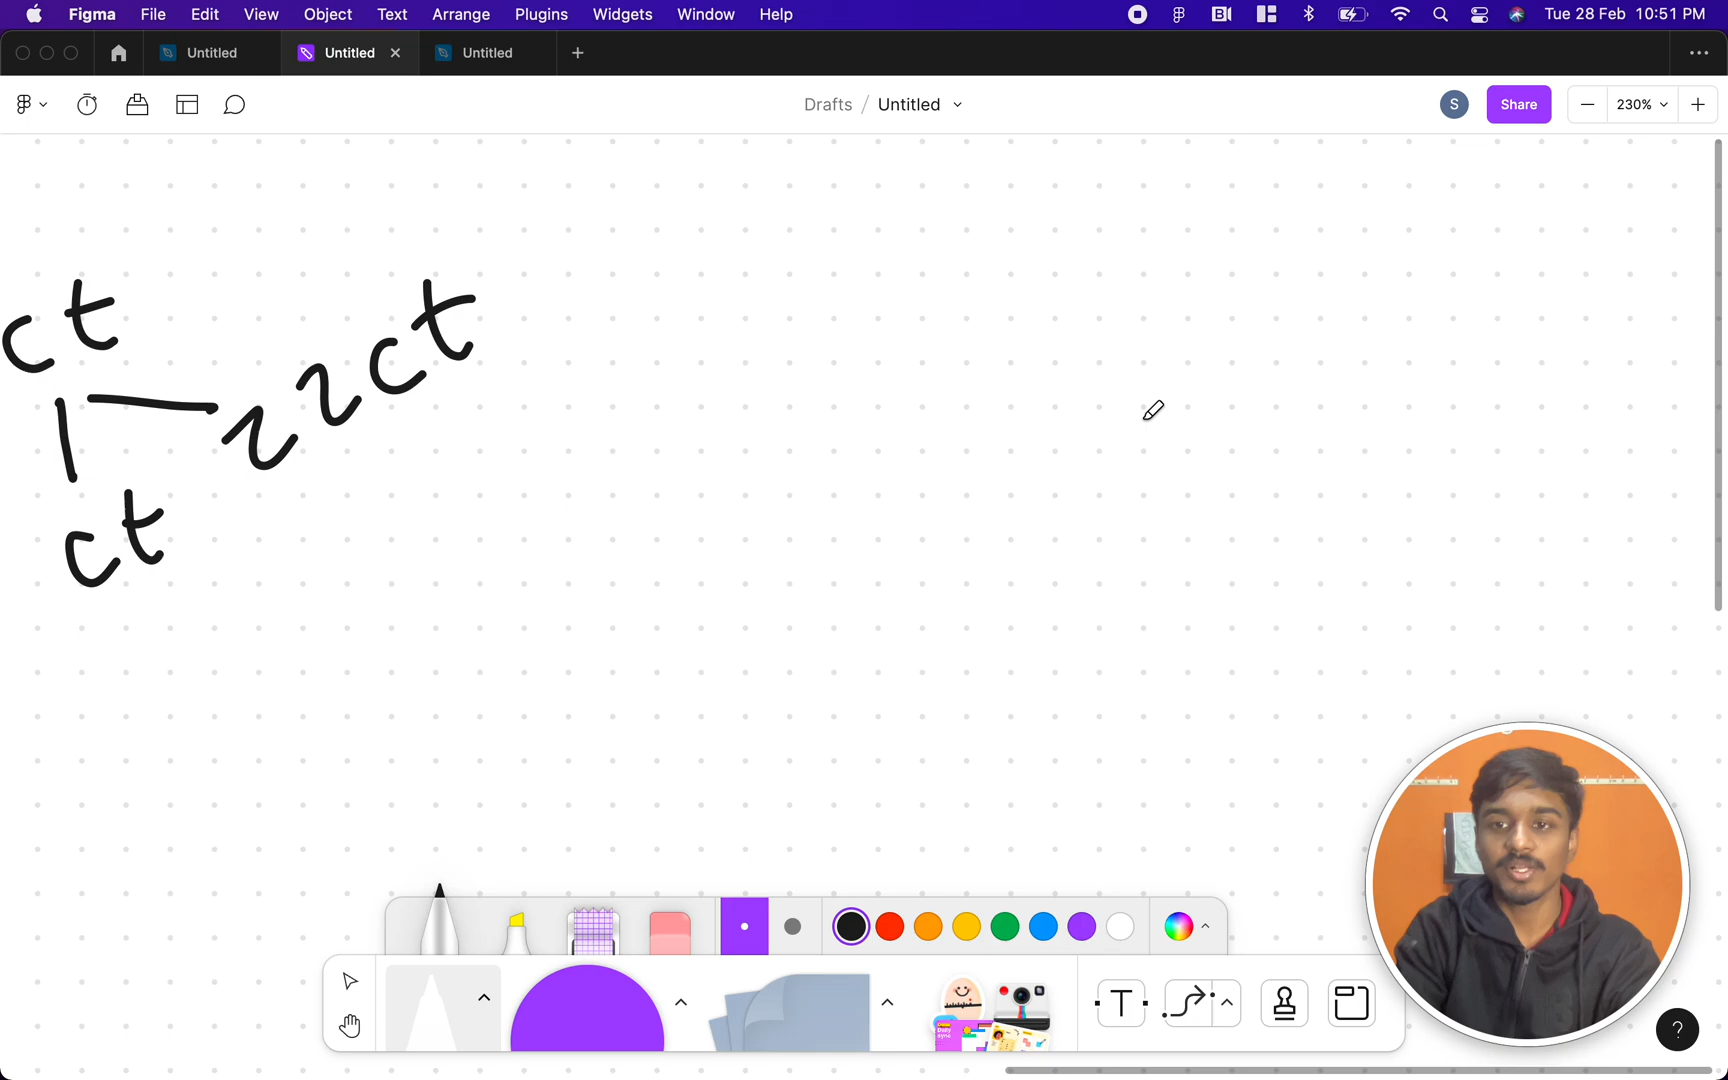 Figma File Edit View Object Text Arrange Plugins Widgets Window Help Tue 28 Feb 10:51 PM
Untitled Untitled Untitled
Drafts / Untitled S Share 230%
ct
22ct
ct
T
?